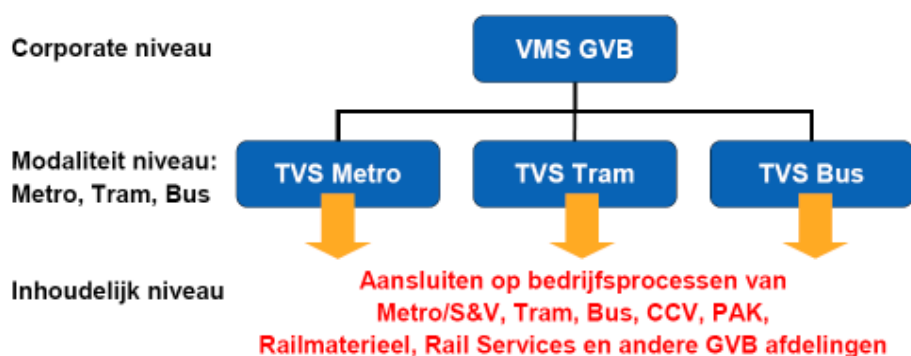 Corporate niveau
VMS GVB
Modaliteit niveau:
Metro, Tram, Bus
TVS Metro
TVS Tram
TVS Bus
Inhoudelijk niveau
Aansluiten op bedrijfsprocessen van
Metro/S&V, Tram, Bus, CCV, PAK,
Railmaterieel, Rail Services en andere GVB afdelingen